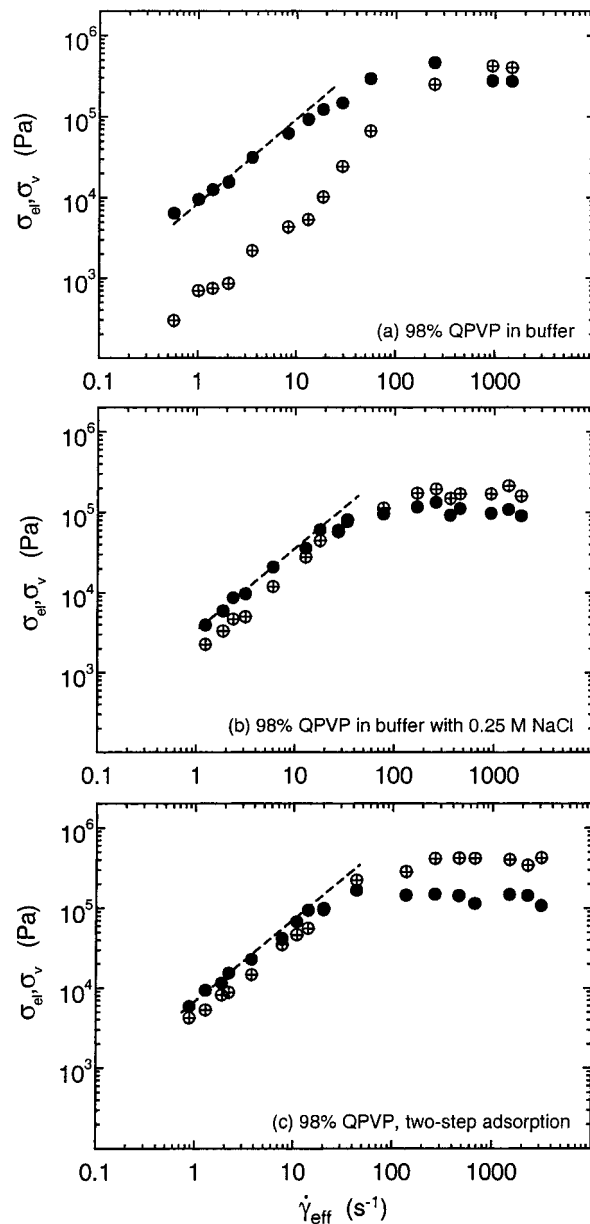 10⁶
10⁵
10⁴
10³
σel,σv (Pa)
(a) 98% QPVP in buffer
0.1 1 10 100 1000
10⁶
10⁵
10⁴
10³
σel,σv (Pa)
(b) 98% QPVP in buffer with 0.25 M NaCl
0.1 1 10 100 1000
10⁶
10⁵
10⁴
10³
σel,σv (Pa)
(c) 98% QPVP, two-step adsorption
0.1 1 10 100 1000
γ̇eff (s⁻¹)